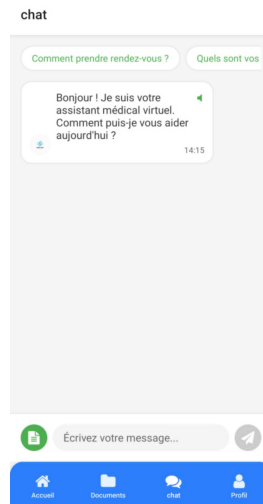 chat
Comment prendre rendez-vous ?
Quels sont vos
Bonjour ! Je suis votre
assistant médical virtuel.
Comment puis-je vous aider
aujourd'hui ?
14:15
Écrivez votre message...
Accueil
Documents
chat
Profil